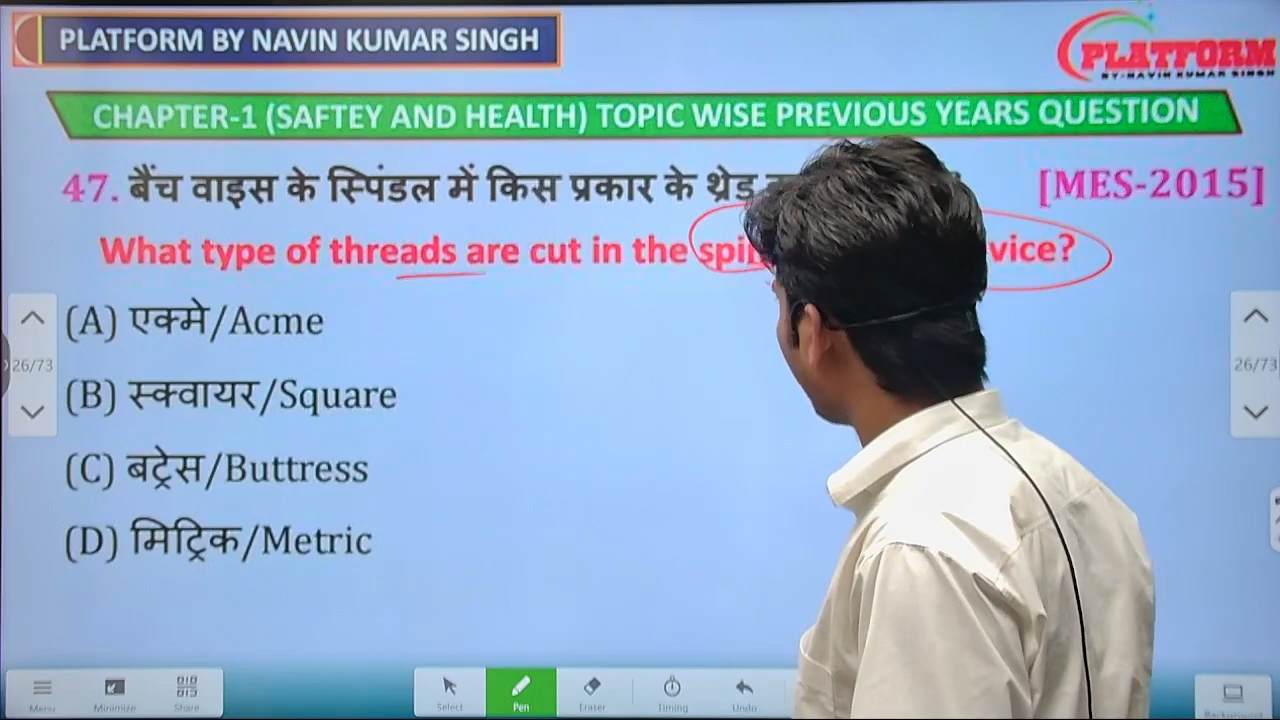 PLATFORM BY NAVIN KUMAR SINGH
PLATFORM
BY-NAVIN KUMAR SINGH
CHAPTER-1 (SAFTEY AND HEALTH) TOPIC WISE PREVIOUS YEARS QUESTION
47. बैंच वाइस के स्पिंडल में किस प्रकार के थ्रेड [MES-2015]
What type of threads are cut in the vice?
(A) एक्मे/Acme
26/73
26/73
(B) स्क्वायर/Square
(C) बट्रेस/Buttress
(D) मिट्रिक/Metric
Menu Minimize Share Select Pen Eraser Timing Undo Background